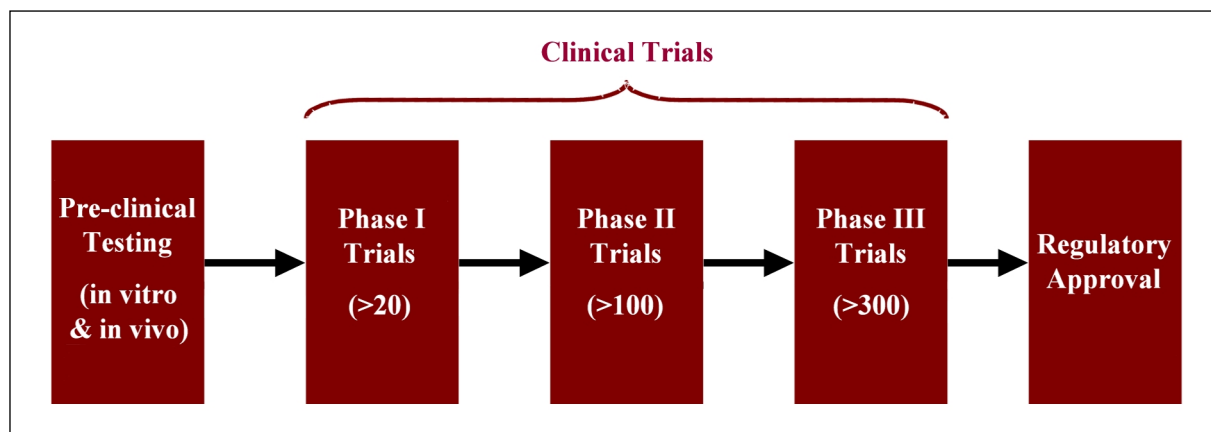 Clinical Trials
Pre-clinical
Testing
(in vitro
& in vivo)
Phase I
Trials
(>20)
Phase II
Trials
(>100)
Phase III
Trials
(>300)
Regulatory
Approval